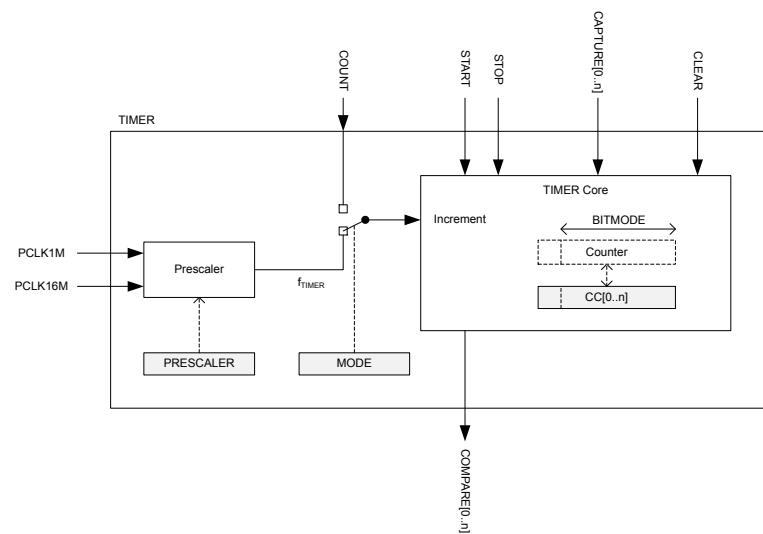 COUNT
START
STOP
CAPTURE[0..n]
CLEAR
TIMER
TIMER Core
Increment
BITMODE
PCLK1M
Prescaler
Counter
PCLK16M
fTIMER
CC[0..n]
PRESCALER
MODE
COMPARE[0..n]